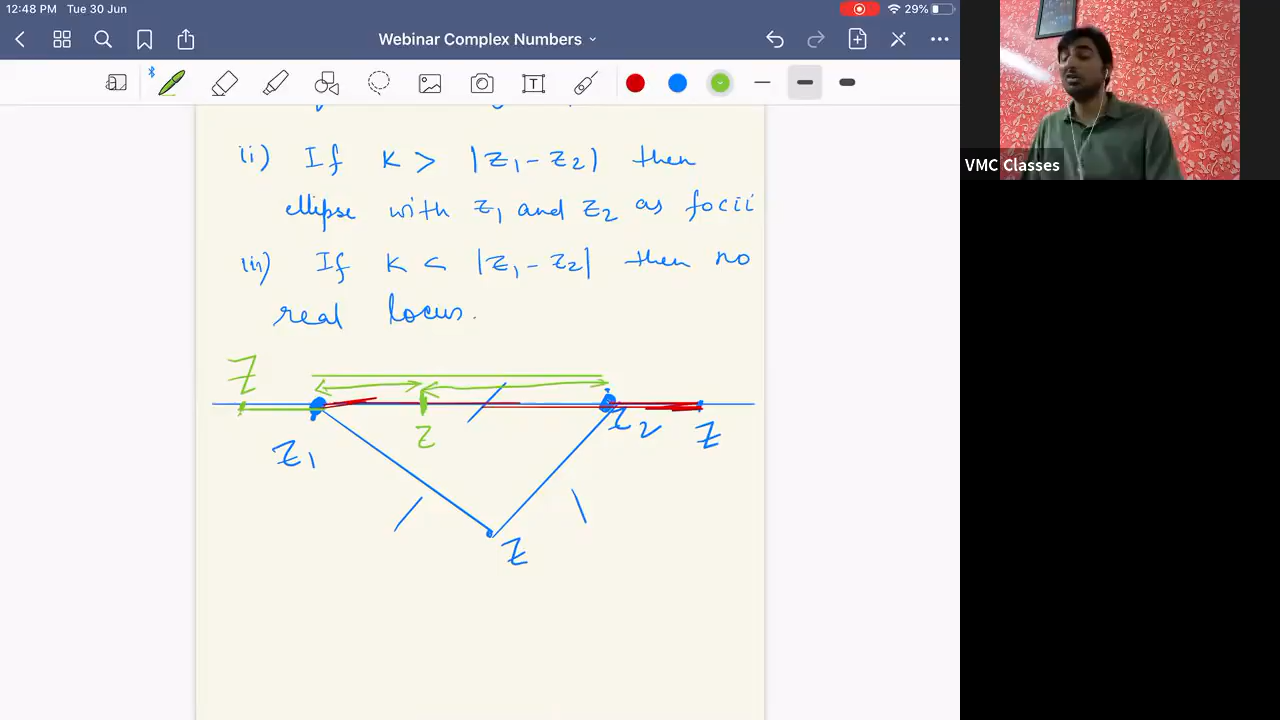 12:48 PM Tue 30 Jun
29%
Webinar Complex Numbers
T
(ii) If K > |z1 - z2) then
ellipse with z1 and z2 as focii
(iii) If K < |z1 - z2| then no
real locus.
Z
z
Z1
Z2
Z
Z
VMC Classes